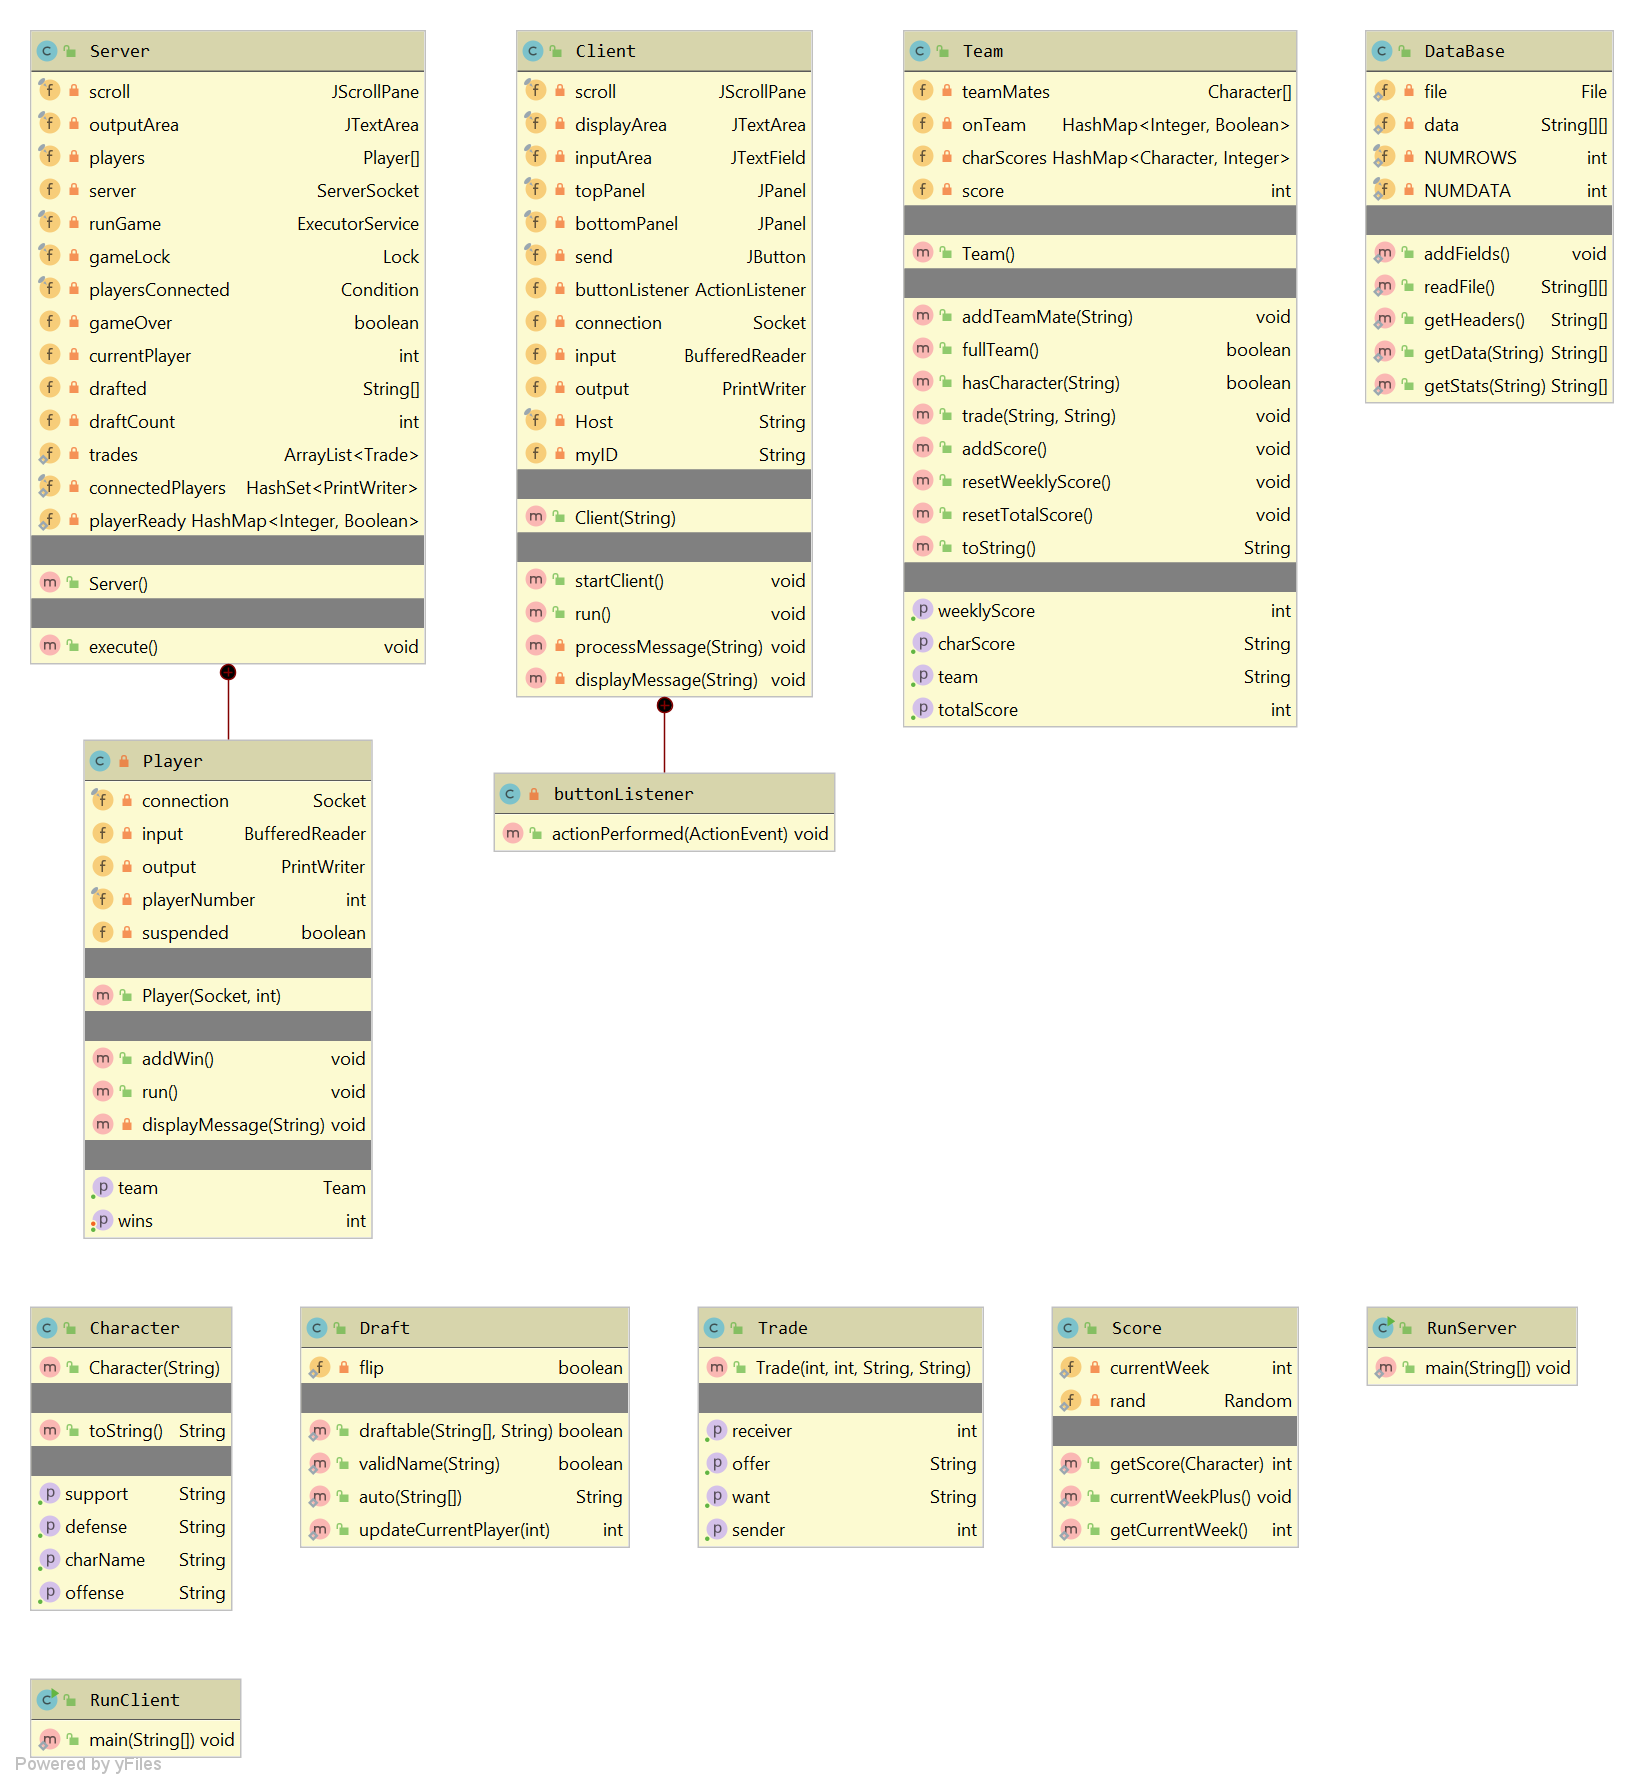 Server
scroll JScrollPane
outputArea JTextArea
players Player[]
server ServerSocket
runGame ExecutorService
gameLock Lock
playersConnected Condition
gameOver boolean
currentPlayer int
drafted String[]
draftCount int
trades ArrayList<Trade>
connectedPlayers HashSet<PrintWriter>
playerReady HashMap<Integer, Boolean>
Server()
execute() void
Player
connection Socket
input BufferedReader
output PrintWriter
playerNumber int
suspended boolean
Player(Socket, int)
addWin() void
run() void
displayMessage(String) void
team Team
wins int
Client
scroll JScrollPane
displayArea JTextArea
inputArea JTextField
topPanel JPanel
bottomPanel JPanel
send JButton
buttonListener ActionListener
connection Socket
input BufferedReader
output PrintWriter
Host String
myID String
Client(String)
startClient() void
run() void
processMessage(String) void
displayMessage(String) void
buttonListener
actionPerformed(ActionEvent) void
Team
teamMates Character[]
onTeam HashMap<Integer, Boolean>
charScores HashMap<Character, Integer>
score int
Team()
addTeamMate(String) void
fullTeam() boolean
hasCharacter(String) boolean
trade(String, String) void
addScore() void
resetWeeklyScore() void
resetTotalScore() void
toString() String
weeklyScore int
charScore String
team String
totalScore int
DataBase
file File
data String[][]
NUMROWS int
NUMDATA int
addFields() void
readFile() String[][]
getHeaders() String[]
getData(String) String[]
getStats(String) String[]
Character
Character(String)
toString() String
support String
defense String
charName String
offense String
Draft
flip boolean
draftable(String[], String) boolean
validName(String) boolean
auto(String[]) String
updateCurrentPlayer(int) int
Trade
Trade(int, int, String, String)
receiver int
offer String
want String
sender int
Score
currentWeek int
rand Random
getScore(Character) int
currentWeekPlus() void
getCurrentWeek() int
RunServer
main(String[]) void
RunClient
main(String[]) void
Powered by yFiles